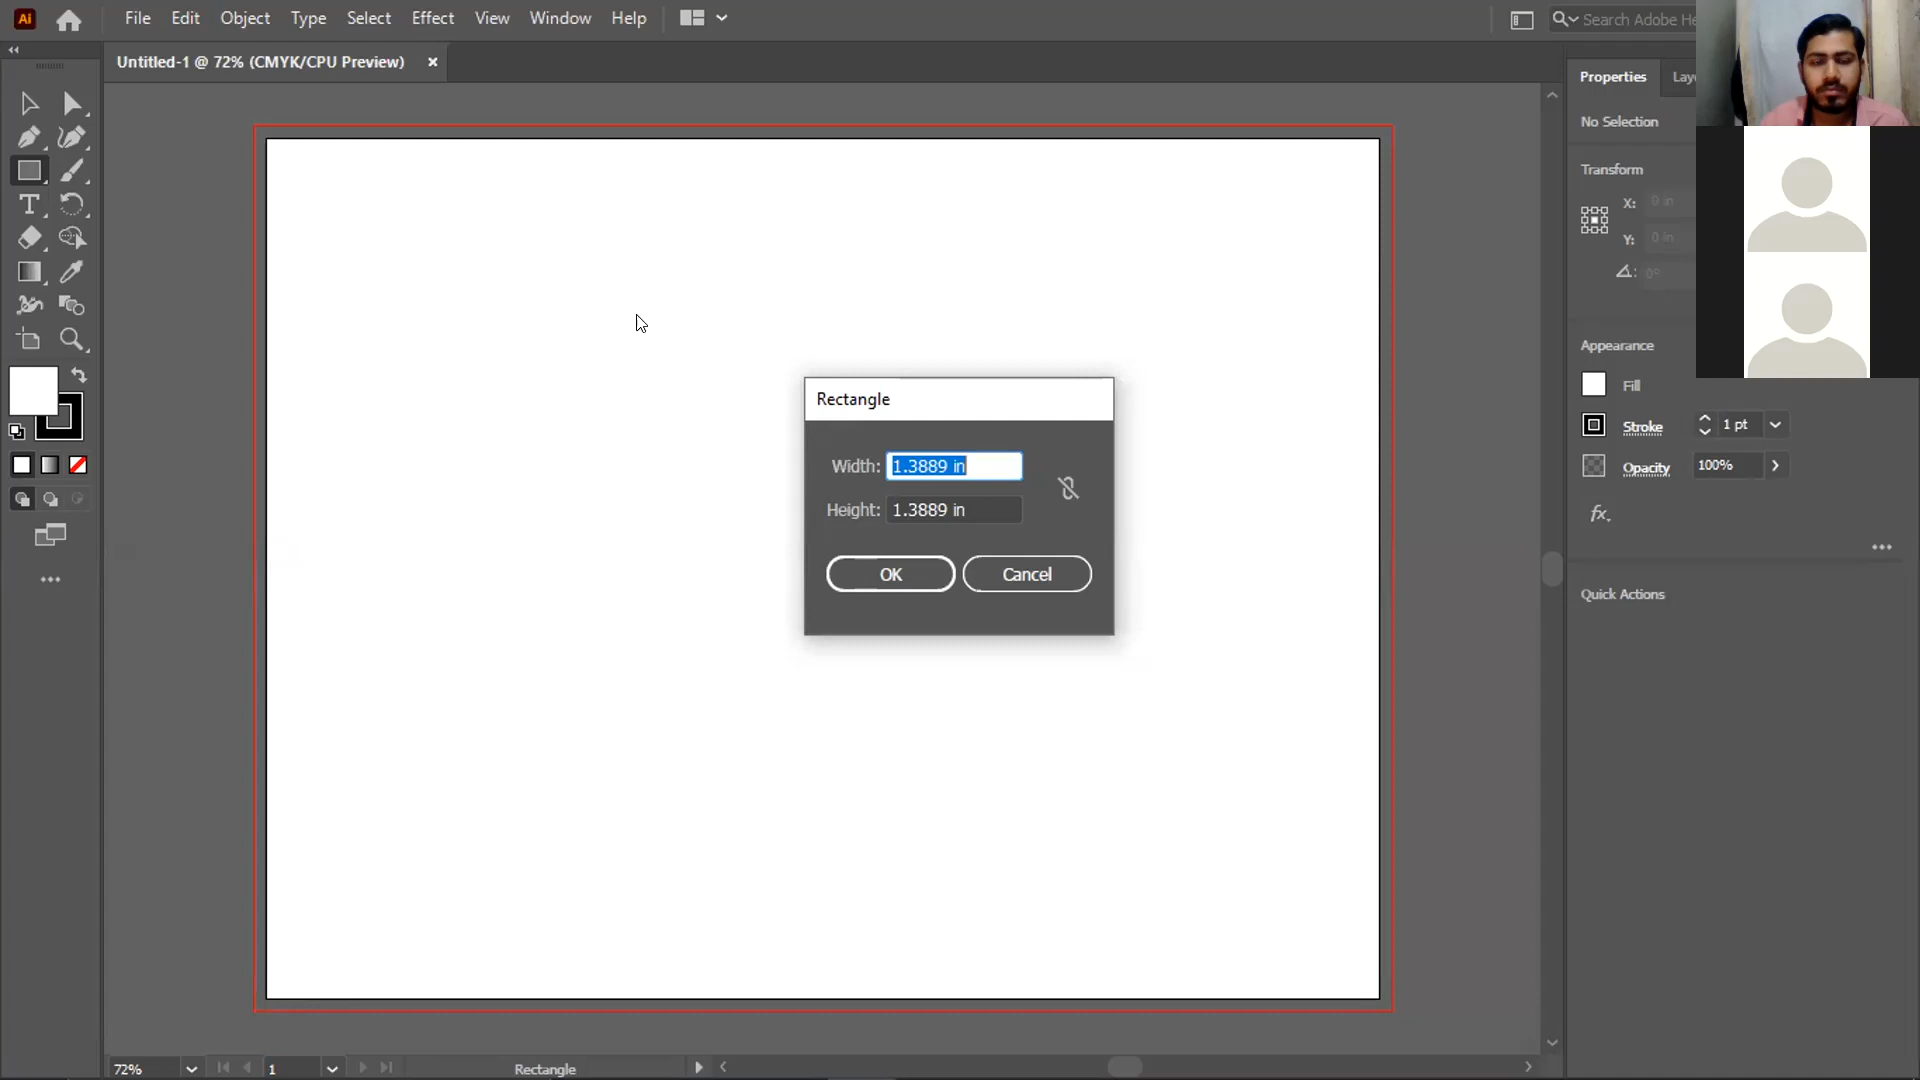 Ai File Edit Object Type Select Effect View Window Help Search Adobe He
Untitled-1 @ 72% (CMYK/CPU Preview) ×
Properties Lay
No Selection
Transform
X: 0 in
Y: 0 in
0°
Appearance
Fill
Stroke 1 pt
Opacity 100%
fx.
Quick Actions
Rectangle
Width: 1.3889 in
Height: 1.3889 in
OK Cancel
72% 1 Rectangle